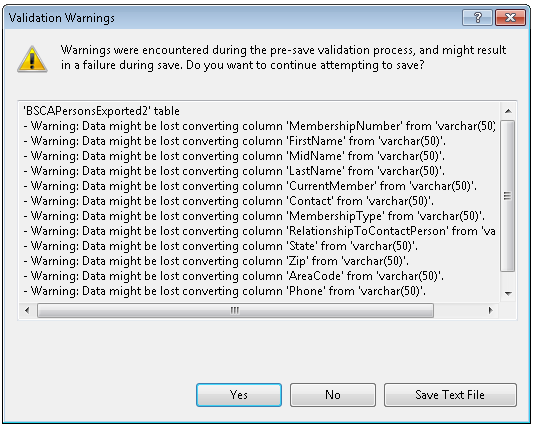 Validation Warnings
Warnings were encountered during the pre-save validation process, and might result
in a failure during save. Do you want to continue attempting to save?
'BSCAPersonsExported2' table
- Warning: Data might be lost converting column 'MembershipNumber' from 'varchar(50)
- Warning: Data might be lost converting column 'FirstName' from 'varchar(50)'.
- Warning: Data might be lost converting column 'MidName' from 'varchar(50)'.
- Warning: Data might be lost converting column 'LastName' from 'varchar(50)'.
- Warning: Data might be lost converting column 'CurrentMember' from 'varchar(50)'.
- Warning: Data might be lost converting column 'Contact' from 'varchar(50)'.
- Warning: Data might be lost converting column 'MembershipType' from 'varchar(50)'.
- Warning: Data might be lost converting column 'RelationshipToContactPerson' from 'va
- Warning: Data might be lost converting column 'State' from 'varchar(50)'.
- Warning: Data might be lost converting column 'Zip' from 'varchar(50)'.
- Warning: Data might be lost converting column 'AreaCode' from 'varchar(50)'.
- Warning: Data might be lost converting column 'Phone' from 'varchar(50)'.
Yes No Save Text File